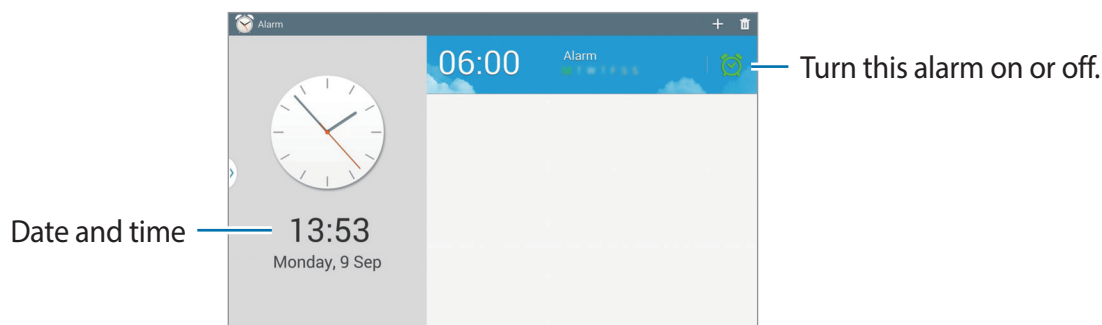 Alarm
06:00
Alarm
M T W T F S S
Turn this alarm on or off.
Date and time
13:53
Monday, 9 Sep